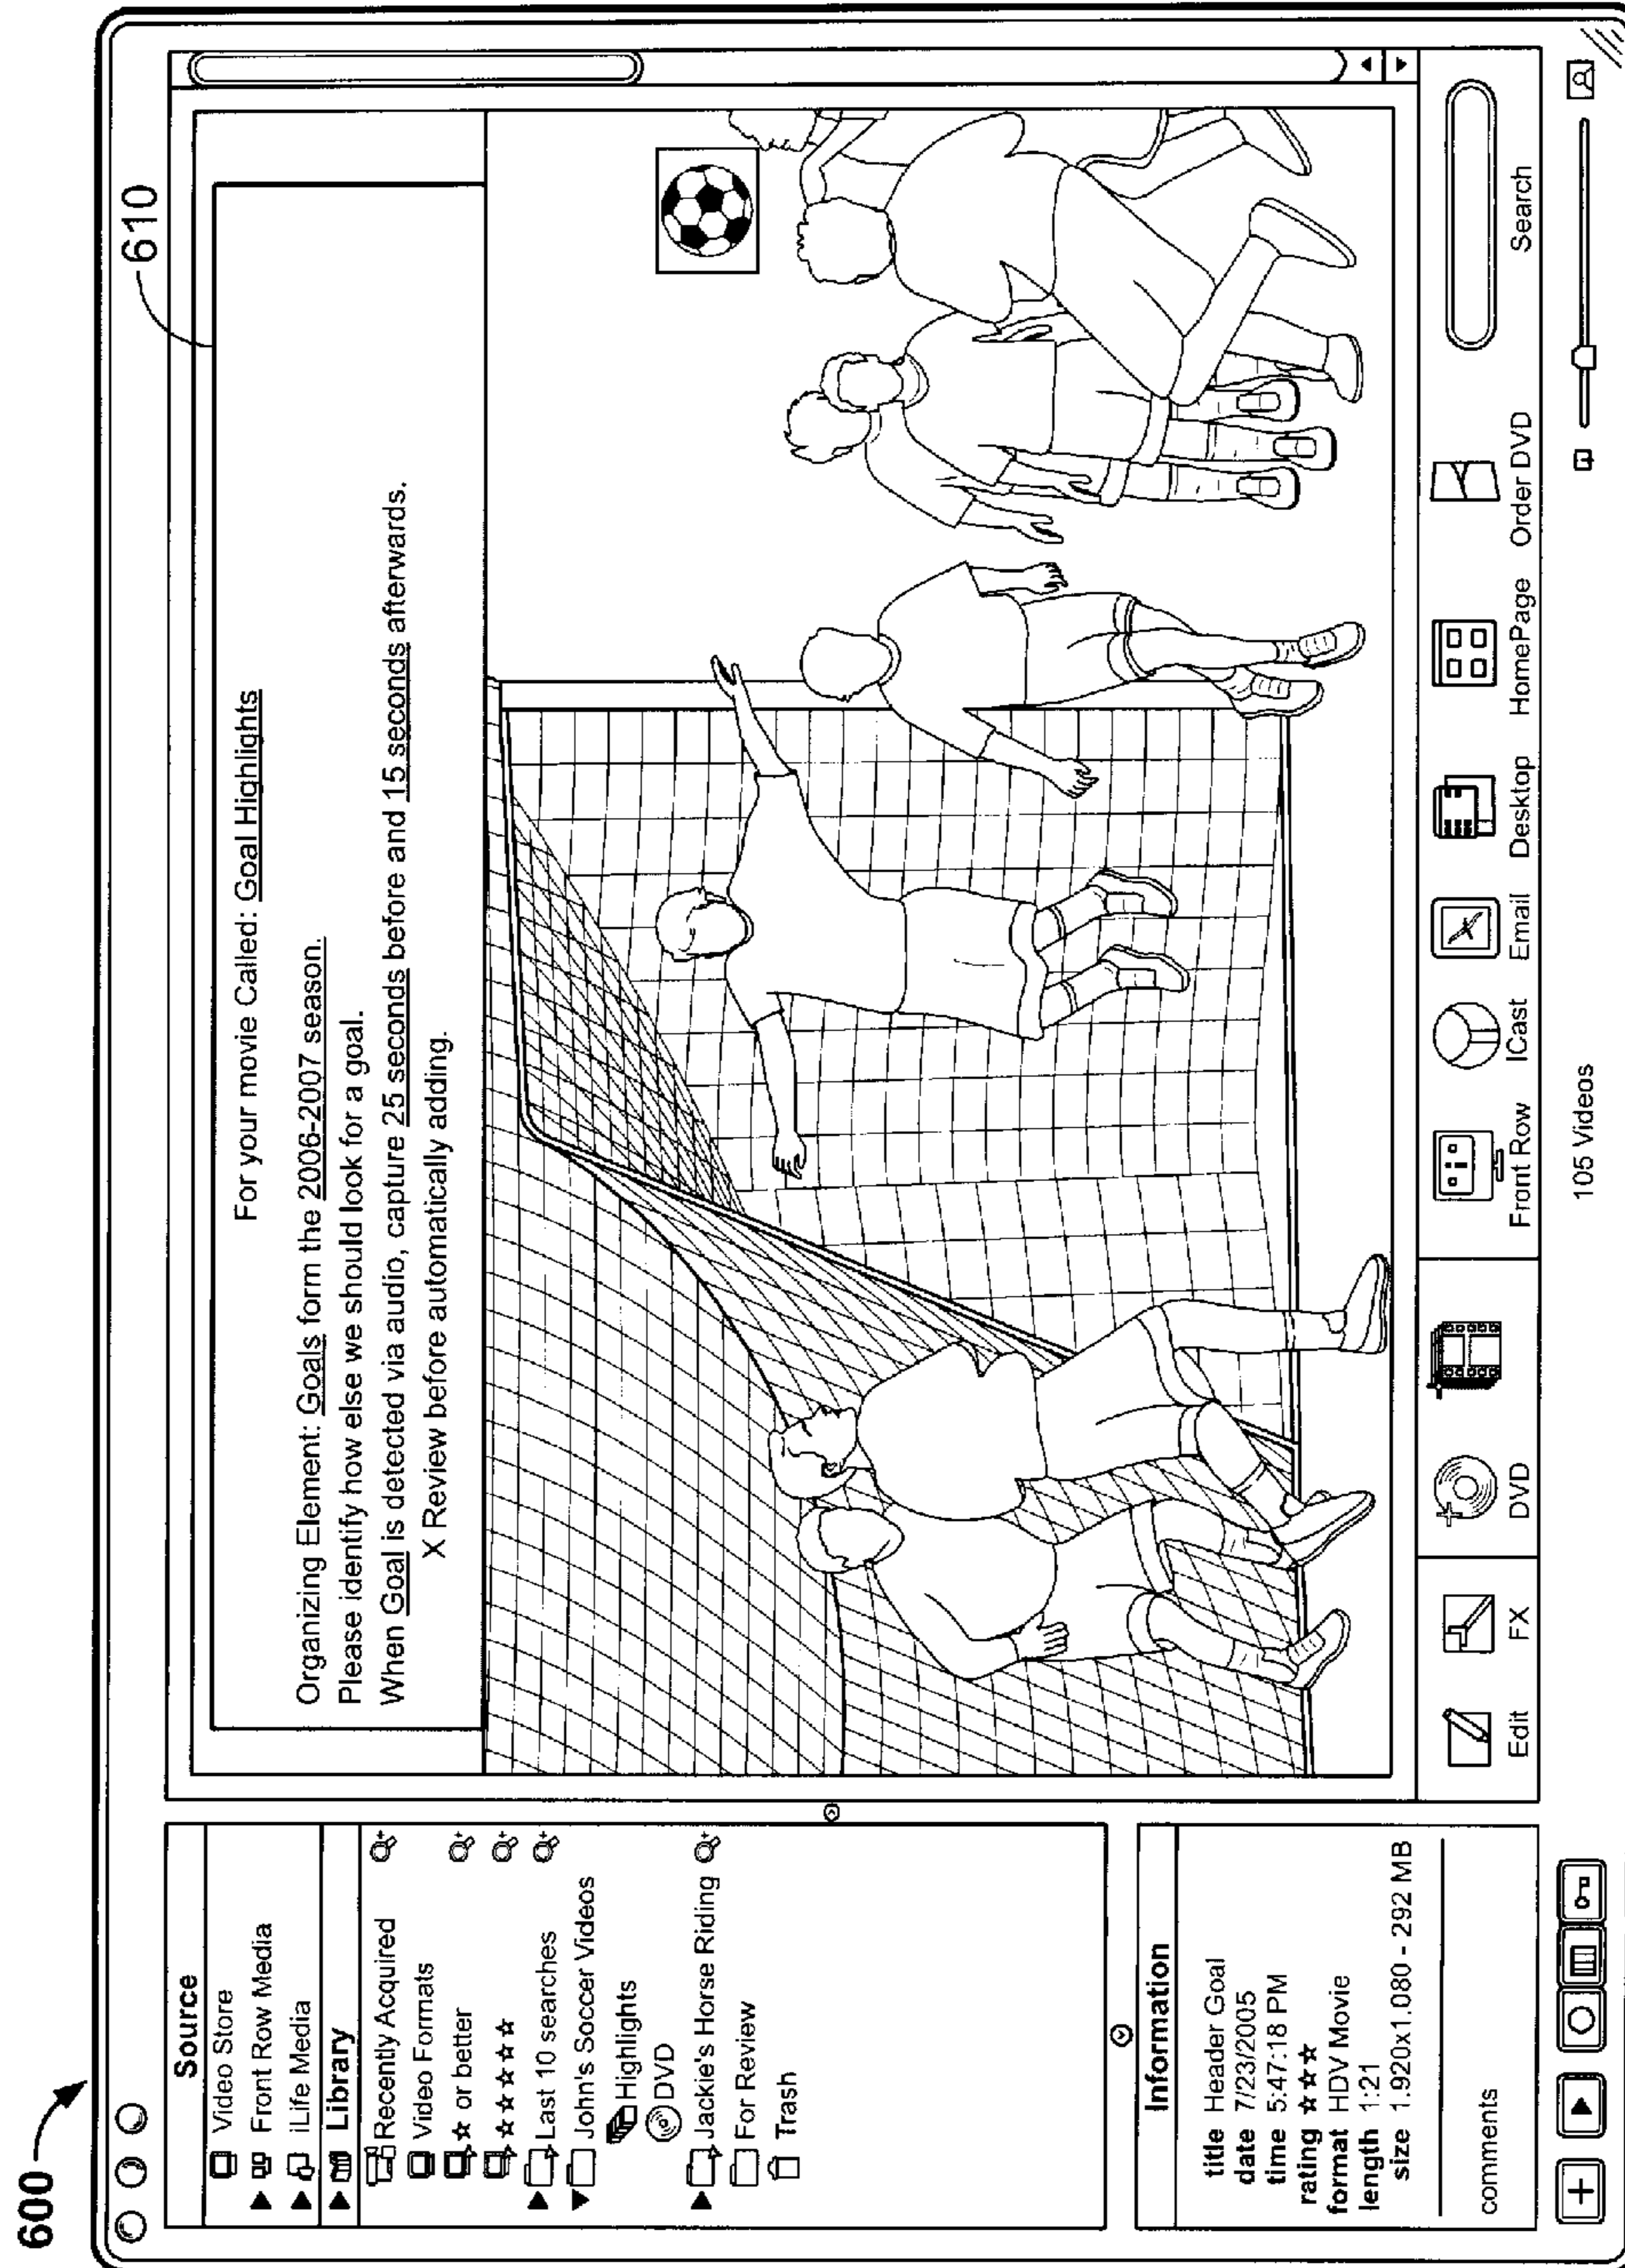 600
610
Source
Video Store
Front Row Media
iLife Media
Library
Recently Acquired
Video Formats
☆ or better
☆☆☆☆☆
Last 10 searches
John's Soccer Videos
Highlights
DVD
Jackie's Horse Riding
For Review
Trash
Information
title Header Goal
date 7/23/2005
time 5:47:18 PM
rating ☆☆☆
format HDV Movie
length 1:21
size 1.920x1.080 - 292 MB
comments
For your movie Called: Goal Highlights
Organizing Element: Goals form the 2006-2007 season.
Please identify how else we should look for a goal.
When Goal is detected via audio, capture 25 seconds before and 15 seconds afterwards.
X Review before automatically adding.
Edit FX DVD Front Row ICast Email Desktop HomePage Order DVD Search
105 Videos